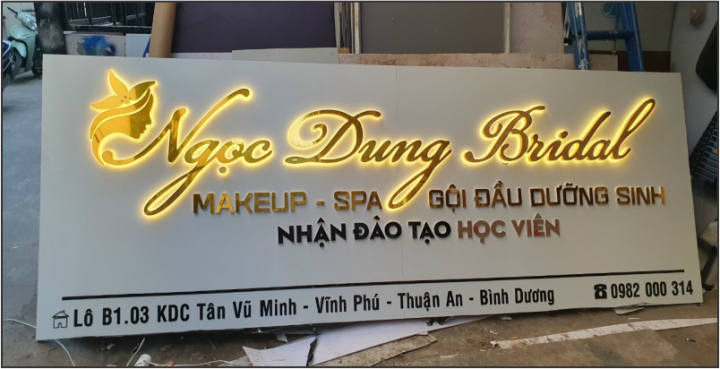 Ngọc Dung Bridal
MAKEUP - SPA GỘI ĐẦU DƯỠNG SINH
NHẬN ĐÀO TẠO HỌC VIÊN
Lô B1.03 KDC Tân Vũ Minh - Vĩnh Phú - Thuận An - Bình Dương ☎0982 000 314